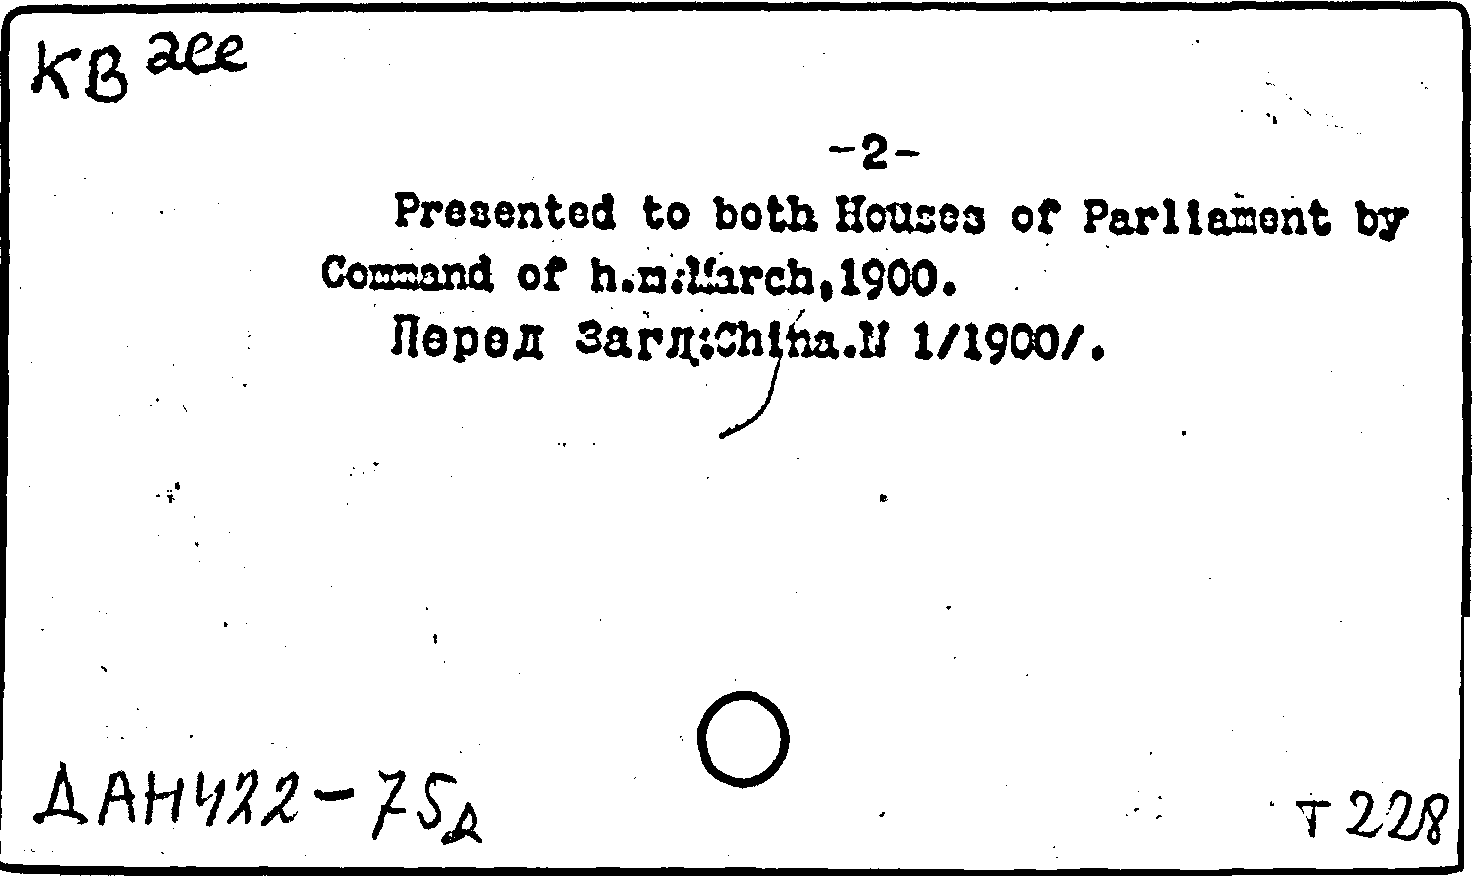 КВ гее
-2-
Presented to both Houses of Parliament by
Command of h.m.March,1900.
Перед загл:China.N 1/1900/.
ДАН422-75д
Т 228